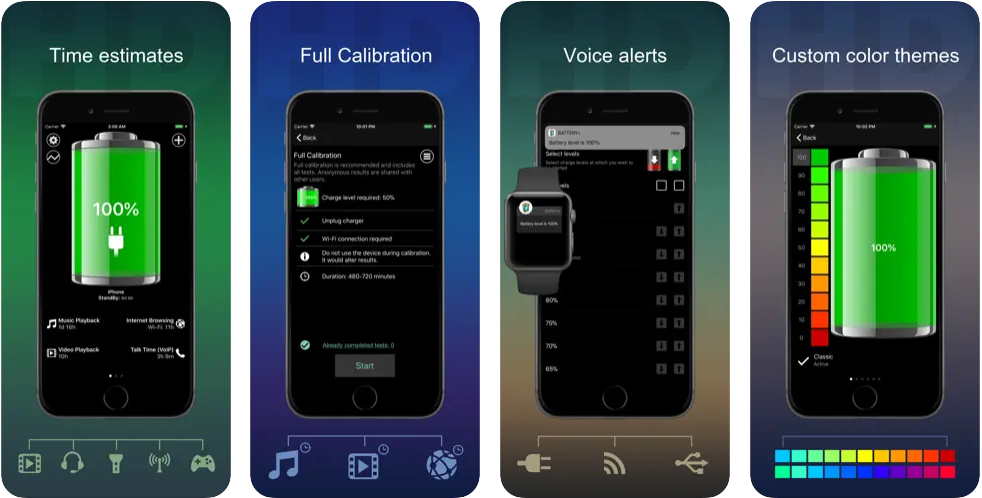 Time estimates
Carrier
3:00 AM
100%
iPhone
StandBy: 6d 8h
Music Playback
1d 16h
Internet Browsing
Wi-Fi: 11h
Video Playback
10h
Talk Time (VoIP)
3h 9m
Full Calibration
Carrier
10:01 PM
Back
Full Calibration
Full calibration is recommended and includes
all tests. Anonymous results are shared with
other users.
100%
Charge level required: 50%
Unplug charger
Wi-Fi connection required
Do not use the device during calibration.
It would alter results.
Duration: 480-720 minutes
Already completed tests: 0
Start
Voice alerts
BATTERY+
now
Battery level is 100%.
Select levels
Select charge levels at which you wish to
Battery level is 100%
80%
75%
70%
65%
Custom color themes
Carrier
10:02 PM
Back
100
90
80
70
60
50
40
30
20
10
0
100%
Classic
Active